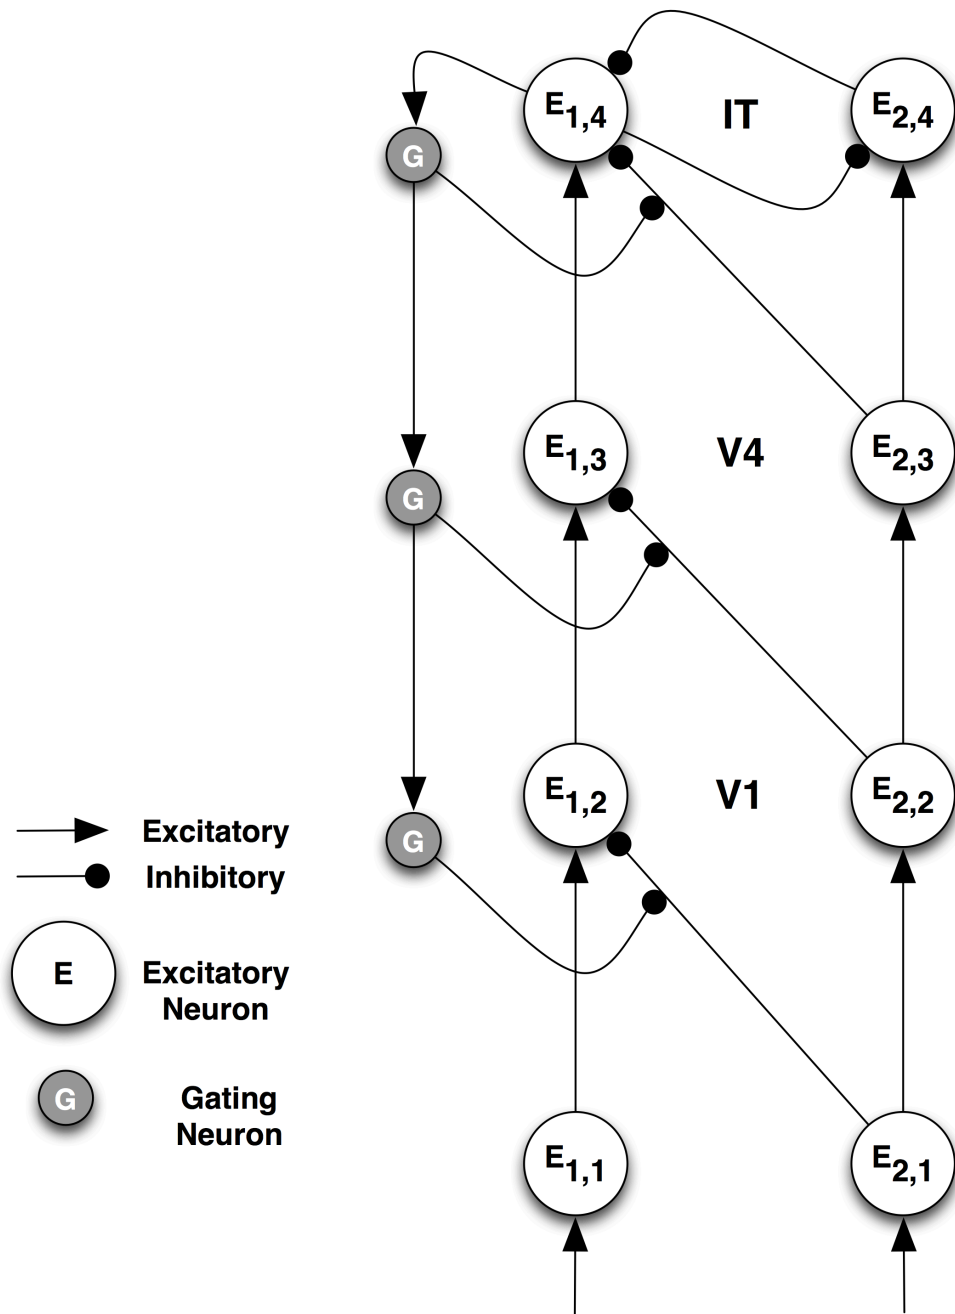 E1,4
IT
E2,4
G
E1,3
V4
E2,3
G
E1,2
V1
E2,2
G
Excitatory
Inhibitory
E
Excitatory
Neuron
G
Gating
Neuron
E1,1
E2,1